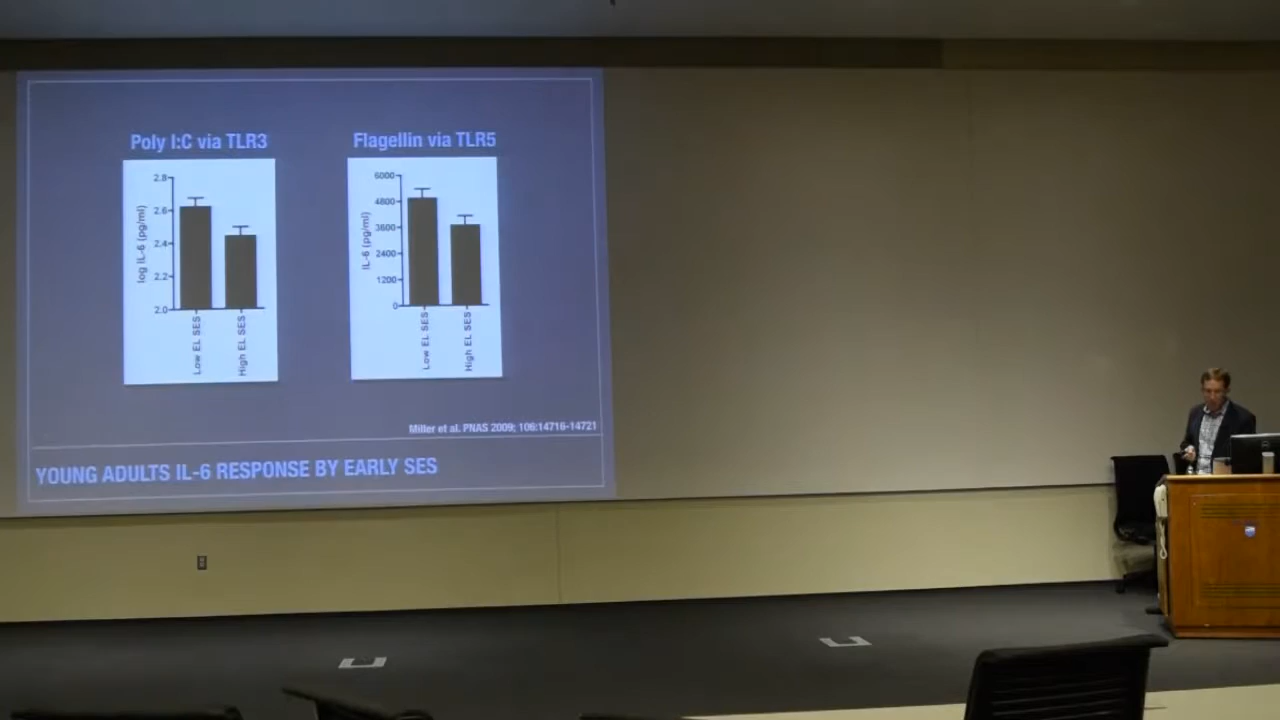 Poly I:C via TLR3
Flagellin via TLR5
2.8
2.6
2.4
2.2
2.0
log IL-6 (pg/ml)
Low EL SES
High EL SES
6000
4800
3600
2400
1200
0
IL-6 (pg/ml)
Low EL SES
High EL SES
Miller et al. PNAS 2009; 106:14716-14721
YOUNG ADULTS IL-6 RESPONSE BY EARLY SES